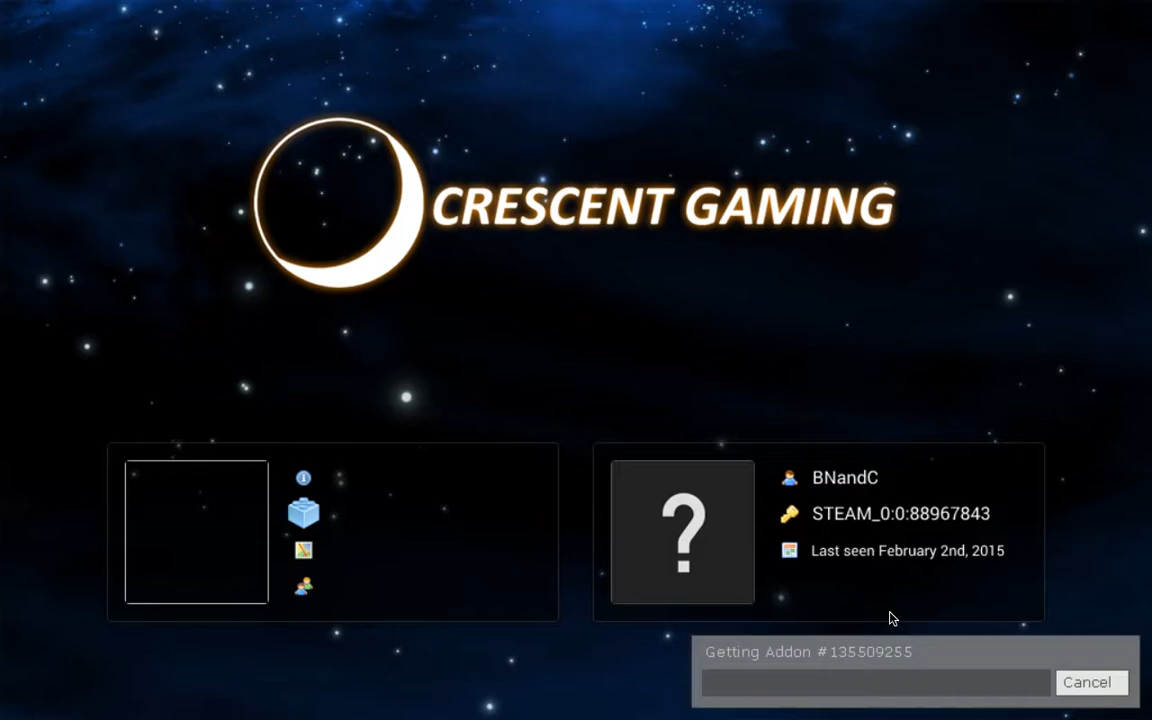 CRESCENT GAMING
?
BNandC
STEAM_0:0:88967843
Last seen February 2nd, 2015
Getting Addon #135509255
Cancel